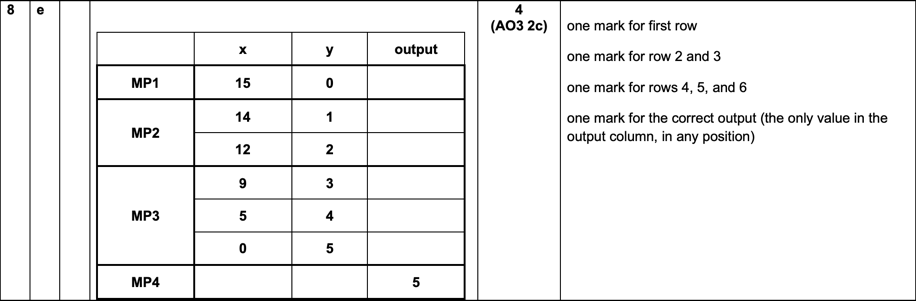 8 e 4
(AO3 2c)
x y output
MP1 15 0
MP2 14 1
12 2
MP3 9 3
5 4
0 5
MP4 5
one mark for first row
one mark for row 2 and 3
one mark for rows 4, 5, and 6
one mark for the correct output (the only value in the
output column, in any position)